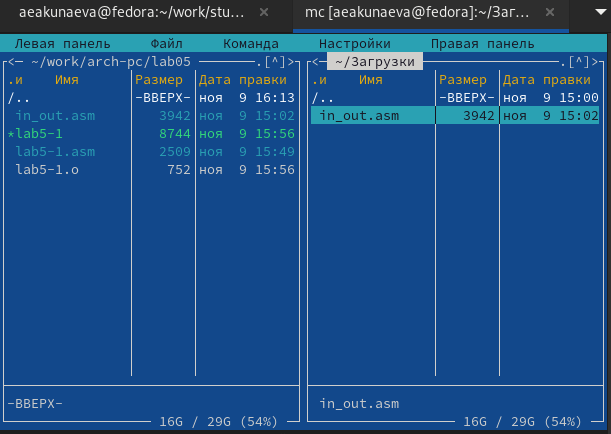 aeakunaeva@fedora:~/work/stu... × mc [aeakunaeva@fedora]:~/Заг... ×
Левая панель Файл Команда Настройки Правая панель
<─ ~/work/arch-pc/lab05 ─.[^]> <─ ~/Загрузки ─.[^]>
.и Имя Размер Дата правки .и Имя Размер Дата правки
/.. -ВВЕРХ- ноя 9 16:13 /.. -ВВЕРХ- ноя 9 15:00
in_out.asm 3942 ноя 9 15:02 in_out.asm 3942 ноя 9 15:02
*lab5-1 8744 ноя 9 15:56
lab5-1.asm 2509 ноя 9 15:49
lab5-1.o 752 ноя 9 15:56
-ВВЕРХ- in_out.asm
16G / 29G (54%) 16G / 29G (54%)